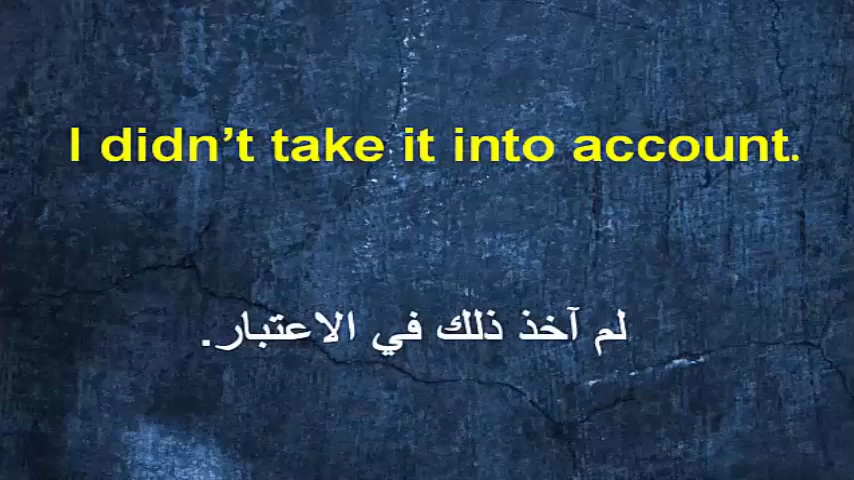 I didn’t take it into account.
لم آخذ ذلك في الاعتبار.